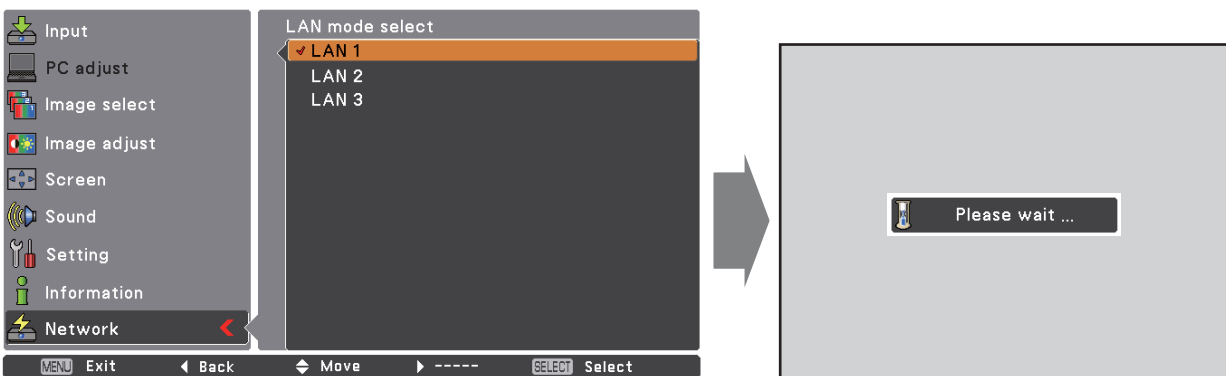 Input
PC adjust
Image select
Image adjust
Screen
Sound
Setting
Information
Network
LAN mode select
✔ LAN 1
LAN 2
LAN 3
MENU Exit ◀ Back ◆ Move ▶ ----- SELECT Select
Please wait ...